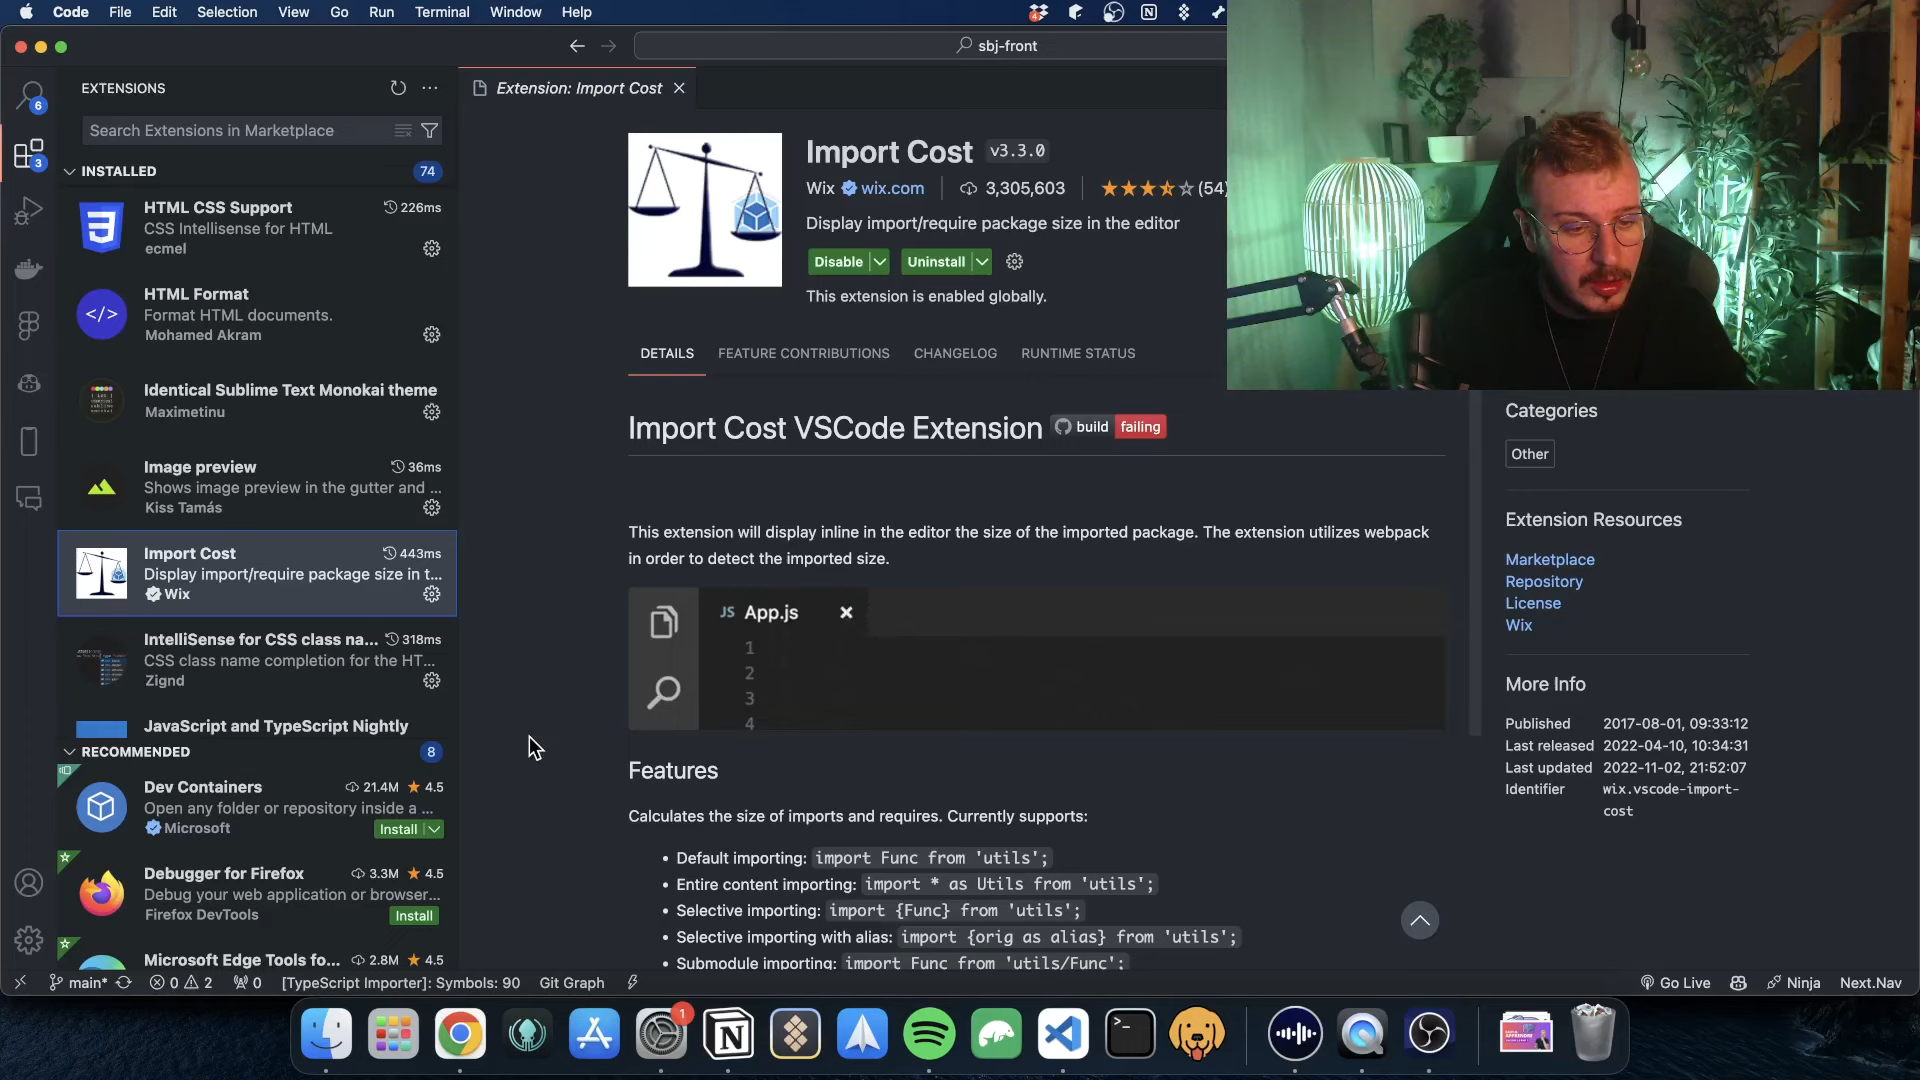 Code File Edit Selection View Go Run Terminal Window Help
4
sbj-front
EXTENSIONS
Extension: Import Cost
6
Search Extensions in Marketplace
3
INSTALLED 74
HTML CSS Support 226ms
CSS Intellisense for HTML
ecmel
HTML Format
Format HTML documents.
Mohamed Akram
Identical Sublime Text Monokai theme
Maximetinu
Image preview 36ms
Shows image preview in the gutter and ...
Kiss Tamás
Import Cost 443ms
Display import/require package size in t...
Wix
IntelliSense for CSS class na... 318ms
CSS class name completion for the HT...
Zignd
JavaScript and TypeScript Nightly
RECOMMENDED 8
Dev Containers 21.4M 4.5
Open any folder or repository inside a ...
Microsoft Install
Debugger for Firefox 3.3M 4.5
Debug your web application or browser...
Firefox DevTools Install
Microsoft Edge Tools fo... 2.8M 4.5
Import Cost v3.3.0
Wix wix.com 3,305,603 (54)
Display import/require package size in the editor
Disable Uninstall
This extension is enabled globally.
DETAILS FEATURE CONTRIBUTIONS CHANGELOG RUNTIME STATUS
Import Cost VSCode Extension build failing
This extension will display inline in the editor the size of the imported package. The extension utilizes webpack
in order to detect the imported size.
JS App.js
1
2
3
4
Features
Calculates the size of imports and requires. Currently supports:
• Default importing: import Func from 'utils';
• Entire content importing: import * as Utils from 'utils';
• Selective importing: import {Func} from 'utils';
• Selective importing with alias: import {orig as alias} from 'utils';
• Submodule importing: import Func from 'utils/Func';
Categories
Other
Extension Resources
Marketplace
Repository
License
Wix
More Info
Published 2017-08-01, 09:33:12
Last released 2022-04-10, 10:34:31
Last updated 2022-11-02, 21:52:07
Identifier wix.vscode-import-
cost
main* 0 2 0 [TypeScript Importer]: Symbols: 90 Git Graph Go Live Ninja Next.Nav
1